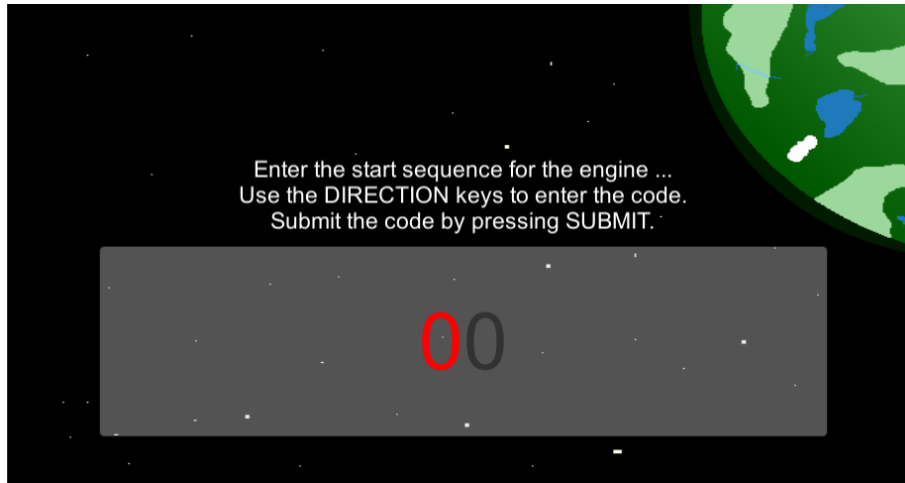 Enter the start sequence for the engine ...
Use the DIRECTION keys to enter the code.
Submit the code by pressing SUBMIT.
00